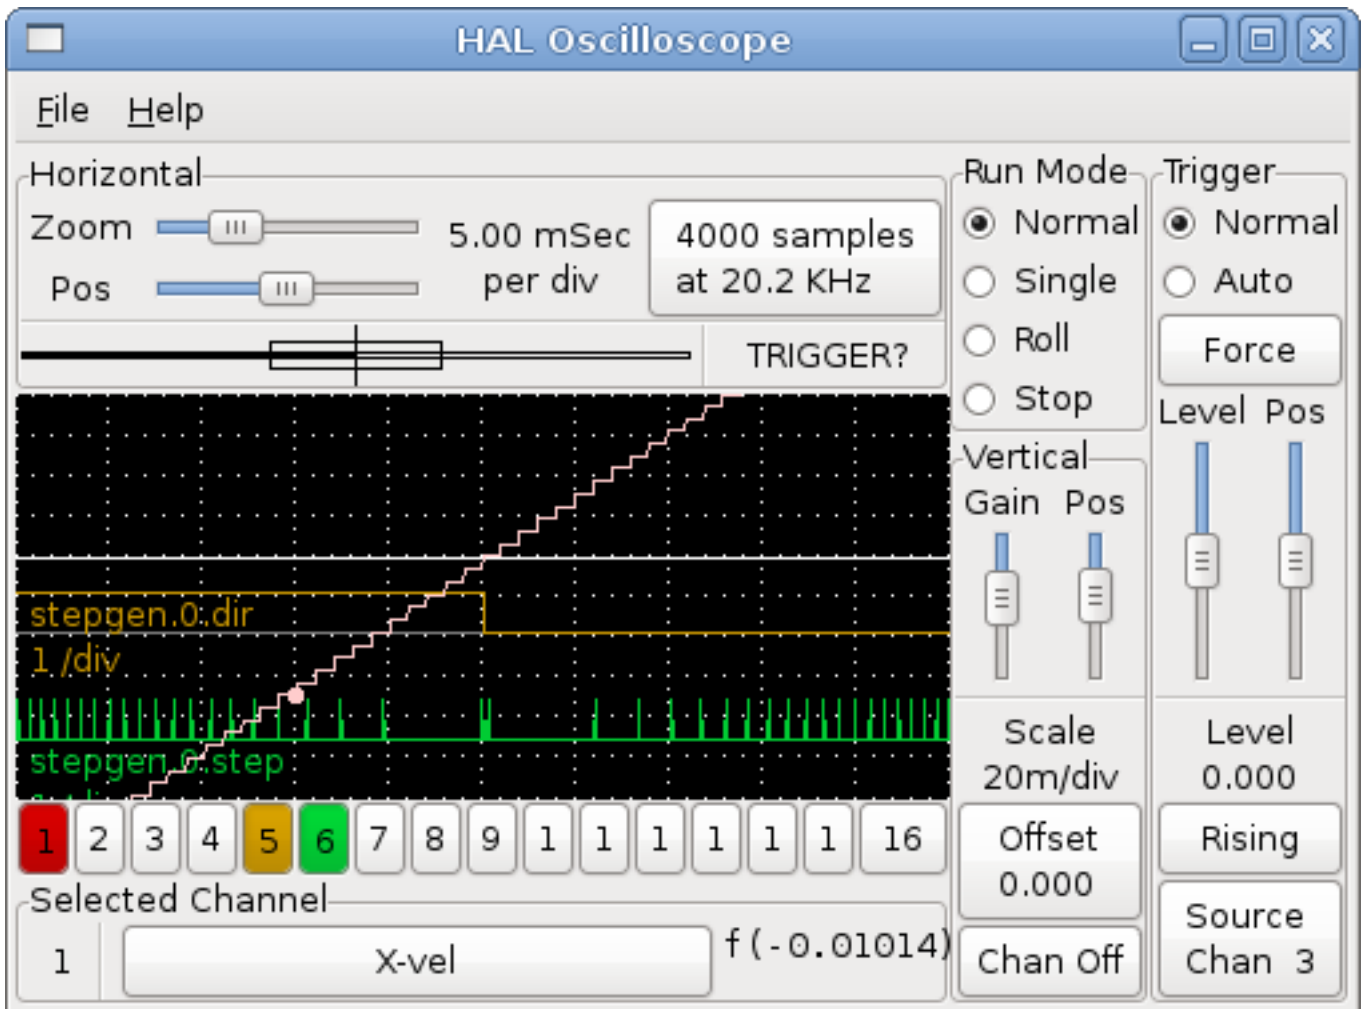 HAL Oscilloscope
File Help
Horizontal
Zoom
Pos
5.00 mSec
per div
4000 samples
at 20.2 KHz
TRIGGER?
Run Mode
Normal
Single
Roll
Stop
Trigger
Normal
Auto
Force
Level Pos
Vertical
Gain Pos
stepgen.0.dir
1 /div
stepgen.0.step
Scale
20m/div
Level
0.000
1 2 3 4 5 6 7 8 9 1 1 1 1 1 1 16
Offset
0.000
Rising
Selected Channel
1 X-vel f(-0.01014)
Chan Off
Source
Chan 3